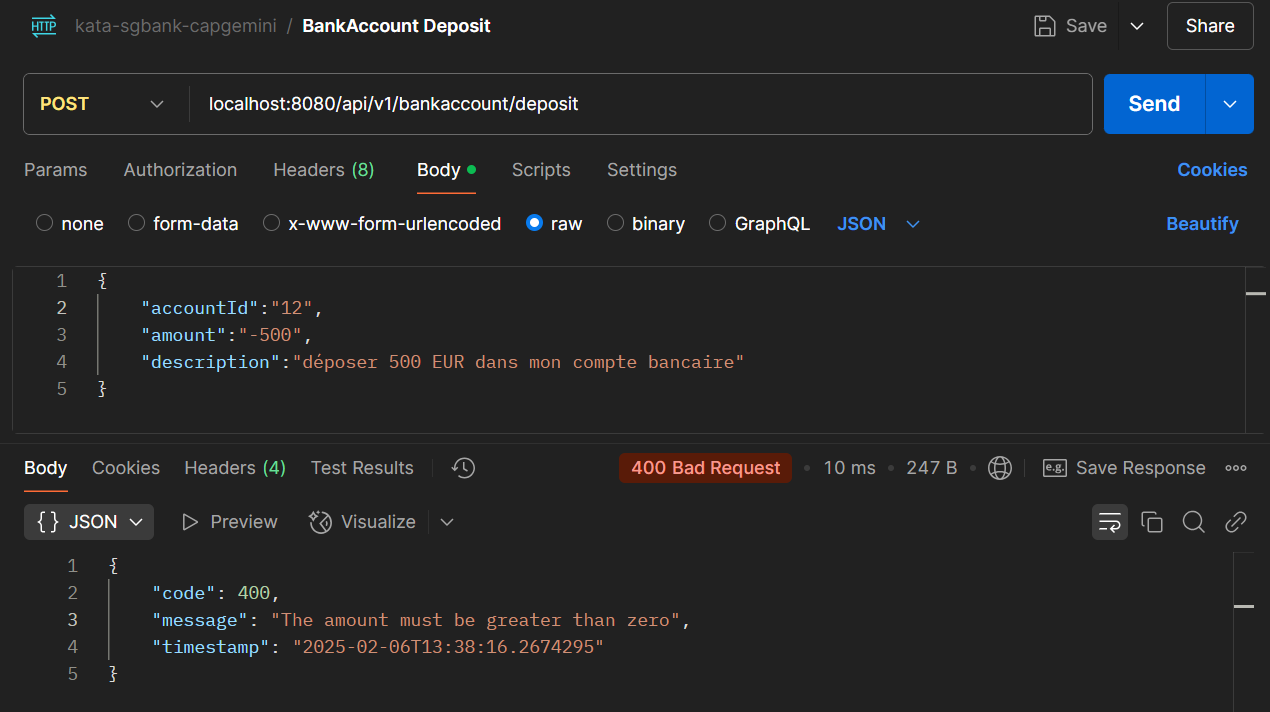 HTTP kata-sgbank-capgemini / BankAccount Deposit Save Share
POST localhost:8080/api/v1/bankaccount/deposit Send
Params Authorization Headers (8) Body Scripts Settings Cookies
none form-data x-www-form-urlencoded raw binary GraphQL JSON Beautify
1 {
2 "accountId":"12",
3 "amount":"-500",
4 "description":"déposer 500 EUR dans mon compte bancaire"
5 }
Body Cookies Headers (4) Test Results 400 Bad Request • 10 ms • 247 B • e.g. Save Response
{} JSON Preview Visualize
1 {
2 "code": 400,
3 "message": "The amount must be greater than zero",
4 "timestamp": "2025-02-06T13:38:16.2674295"
5 }